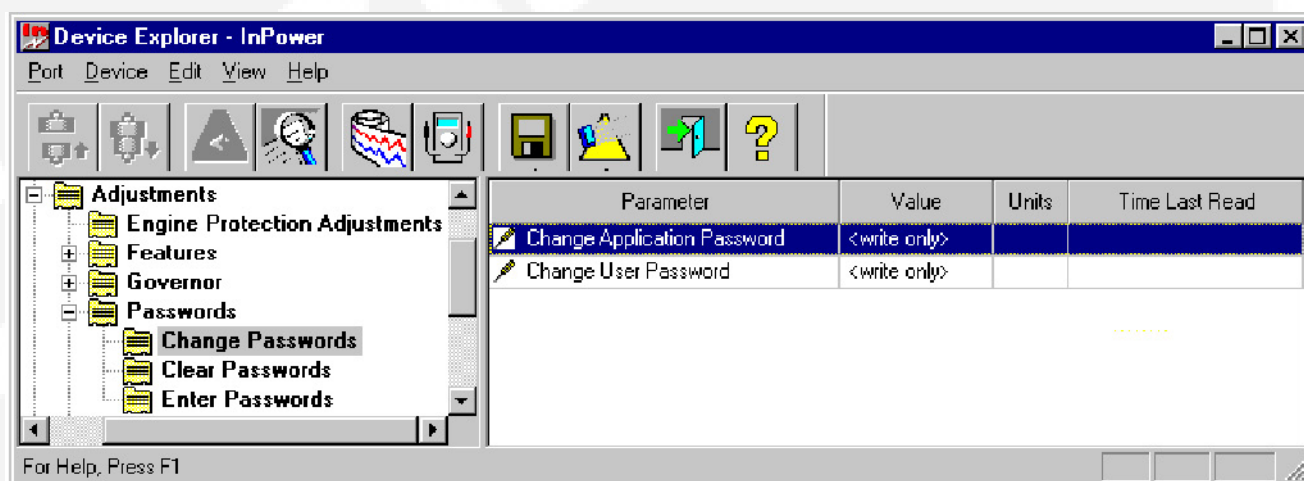 Device Explorer - InPower
Port Device Edit View Help
Adjustments
Engine Protection Adjustments
Features
Governor
Passwords
Change Passwords
Clear Passwords
Enter Passwords
Parameter Value Units Time Last Read
Change Application Password <write only>
Change User Password <write only>
For Help, Press F1